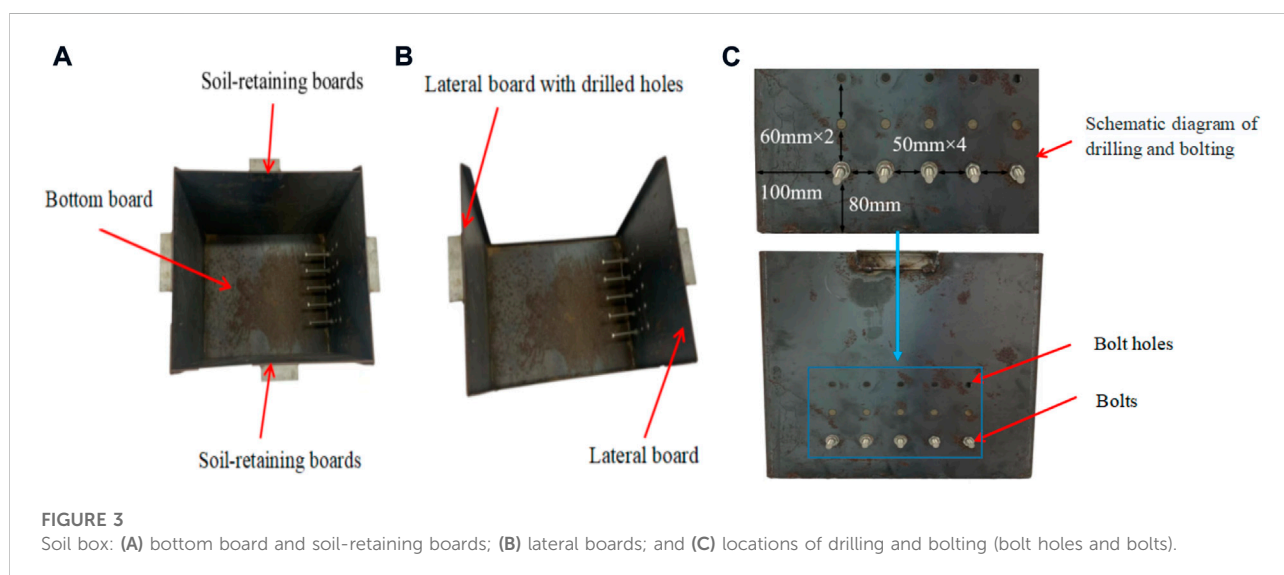 A
B
C
Soil-retaining boards
Lateral board with drilled holes
Bottom board
Soil-retaining boards
Lateral board
60mm×2
50mm×4
100mm
80mm
Schematic diagram of
drilling and bolting
Bolt holes
Bolts
FIGURE 3
Soil box: (A) bottom board and soil-retaining boards; (B) lateral boards; and (C) locations of drilling and bolting (bolt holes and bolts).